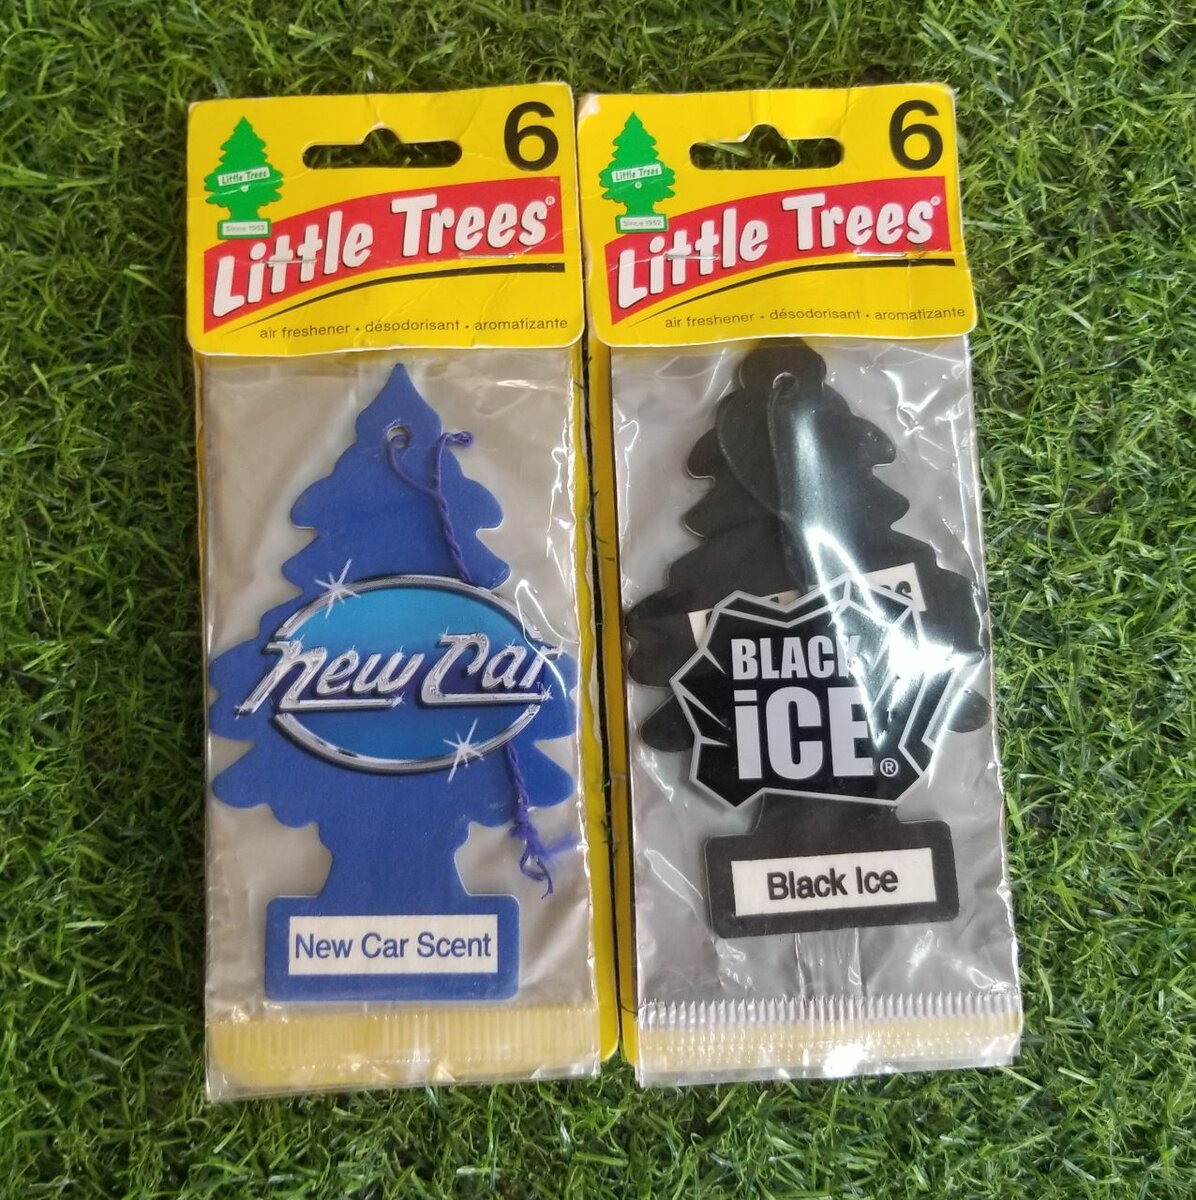 6
Little Trees
Since 1952
Little Trees®
air freshener • désodorisant • aromatizante
new car
New Car Scent
6
Little Trees
Since 1952
Little Trees®
air freshener • désodorisant • aromatizante
BLACK
iCE®
Black Ice